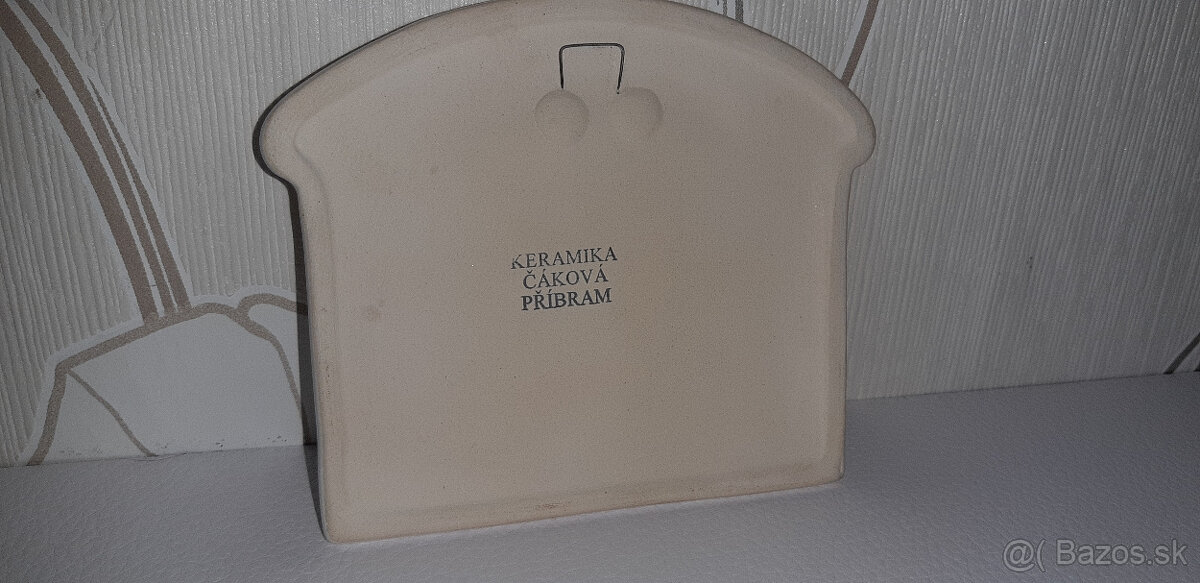 KERAMIKA
ČÁKOVÁ
PŘÍBRAM
@( Bazos.sk